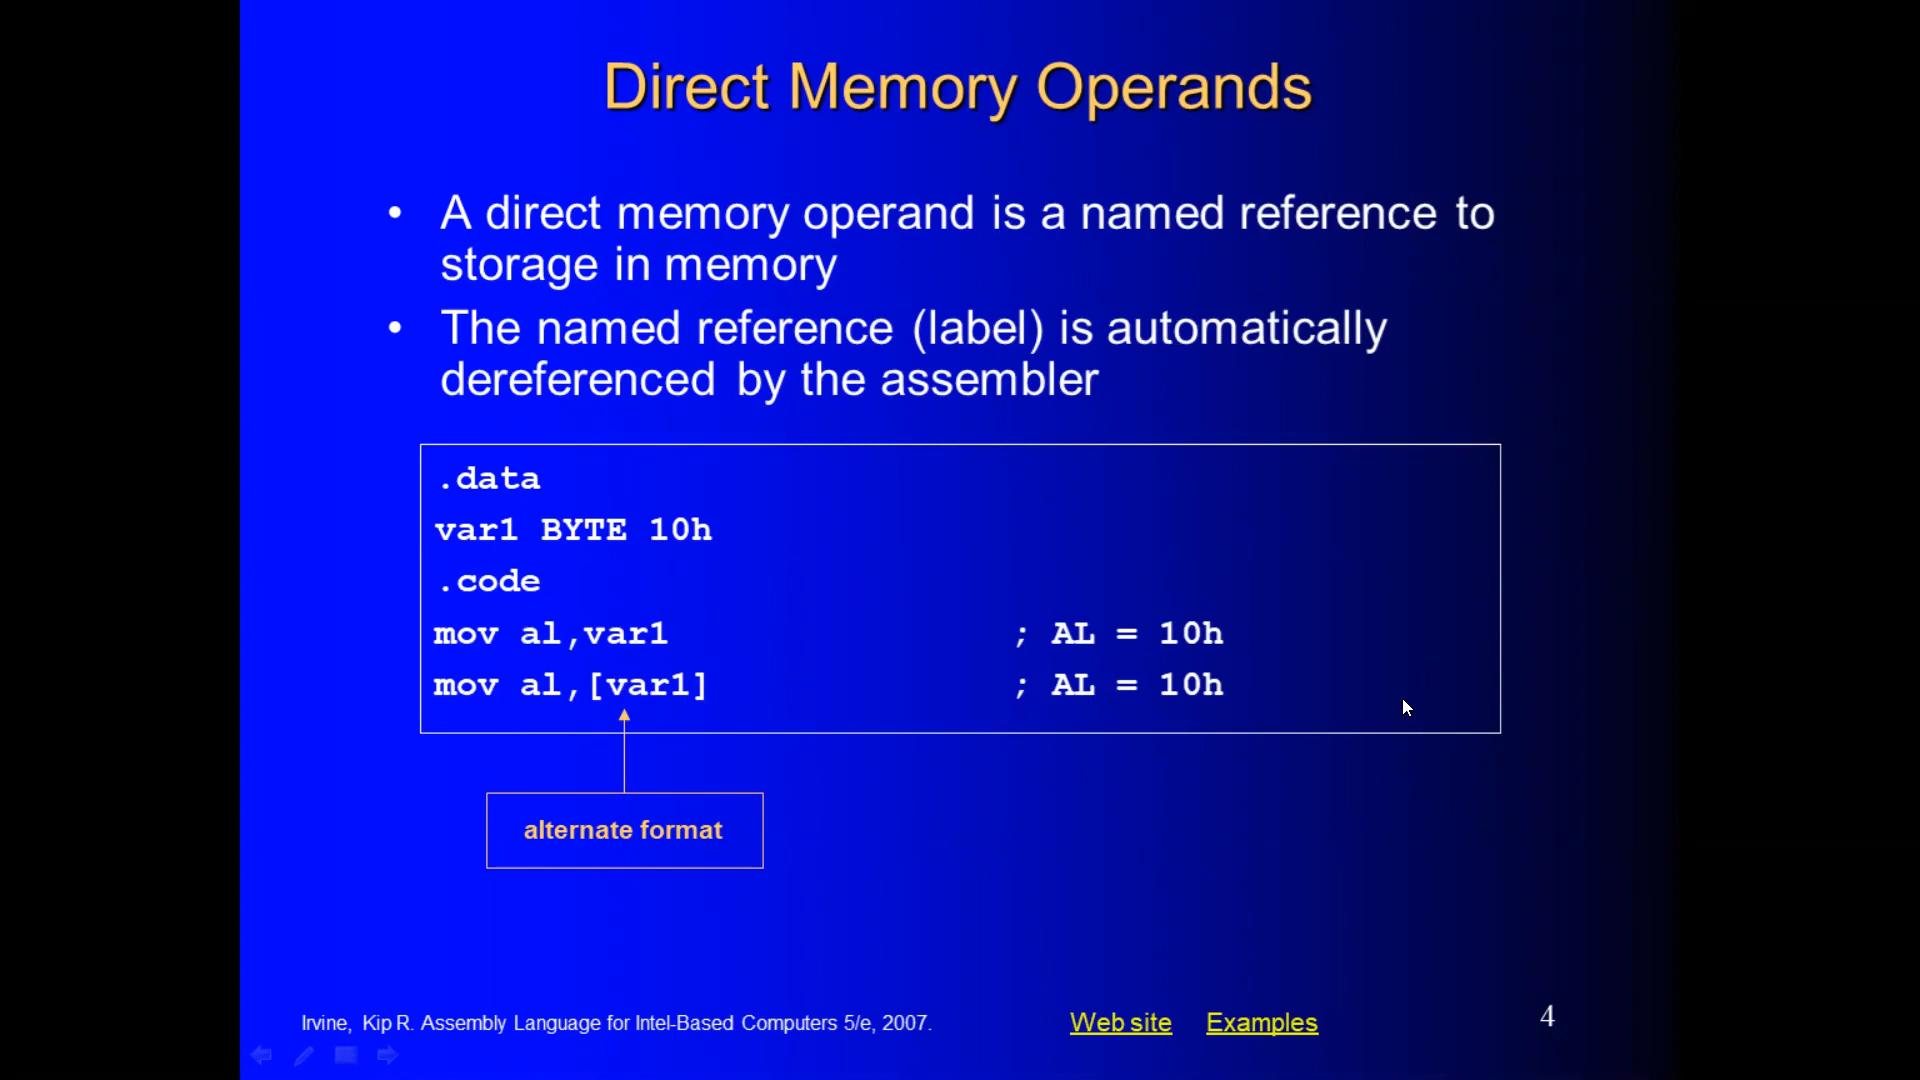 Direct Memory Operands
• A direct memory operand is a named reference to
storage in memory
• The named reference (label) is automatically
dereferenced by the assembler
.data
var1 BYTE 10h
.code
mov al,var1 ; AL = 10h
mov al,[var1] ; AL = 10h
alternate format
Irvine, Kip R. Assembly Language for Intel-Based Computers 5/e, 2007. Web site Examples 4